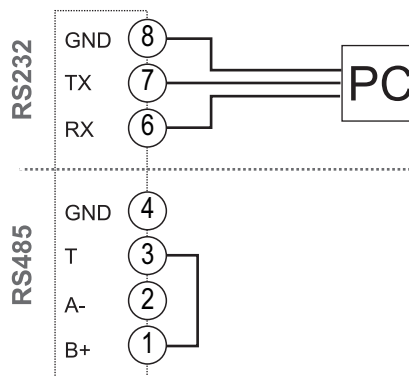 RS232
GND 8
TX 7
RX 6
PC
RS485
GND 4
T 3
A- 2
B+ 1